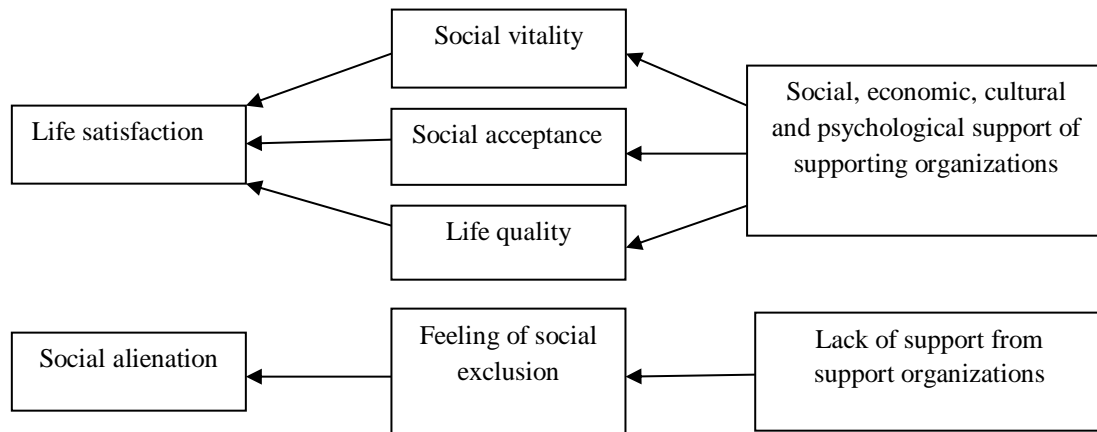 Social vitality
Social, economic, cultural
and psychological support of
supporting organizations
Life satisfaction
Social acceptance
Life quality
Social alienation
Feeling of social
exclusion
Lack of support from
support organizations